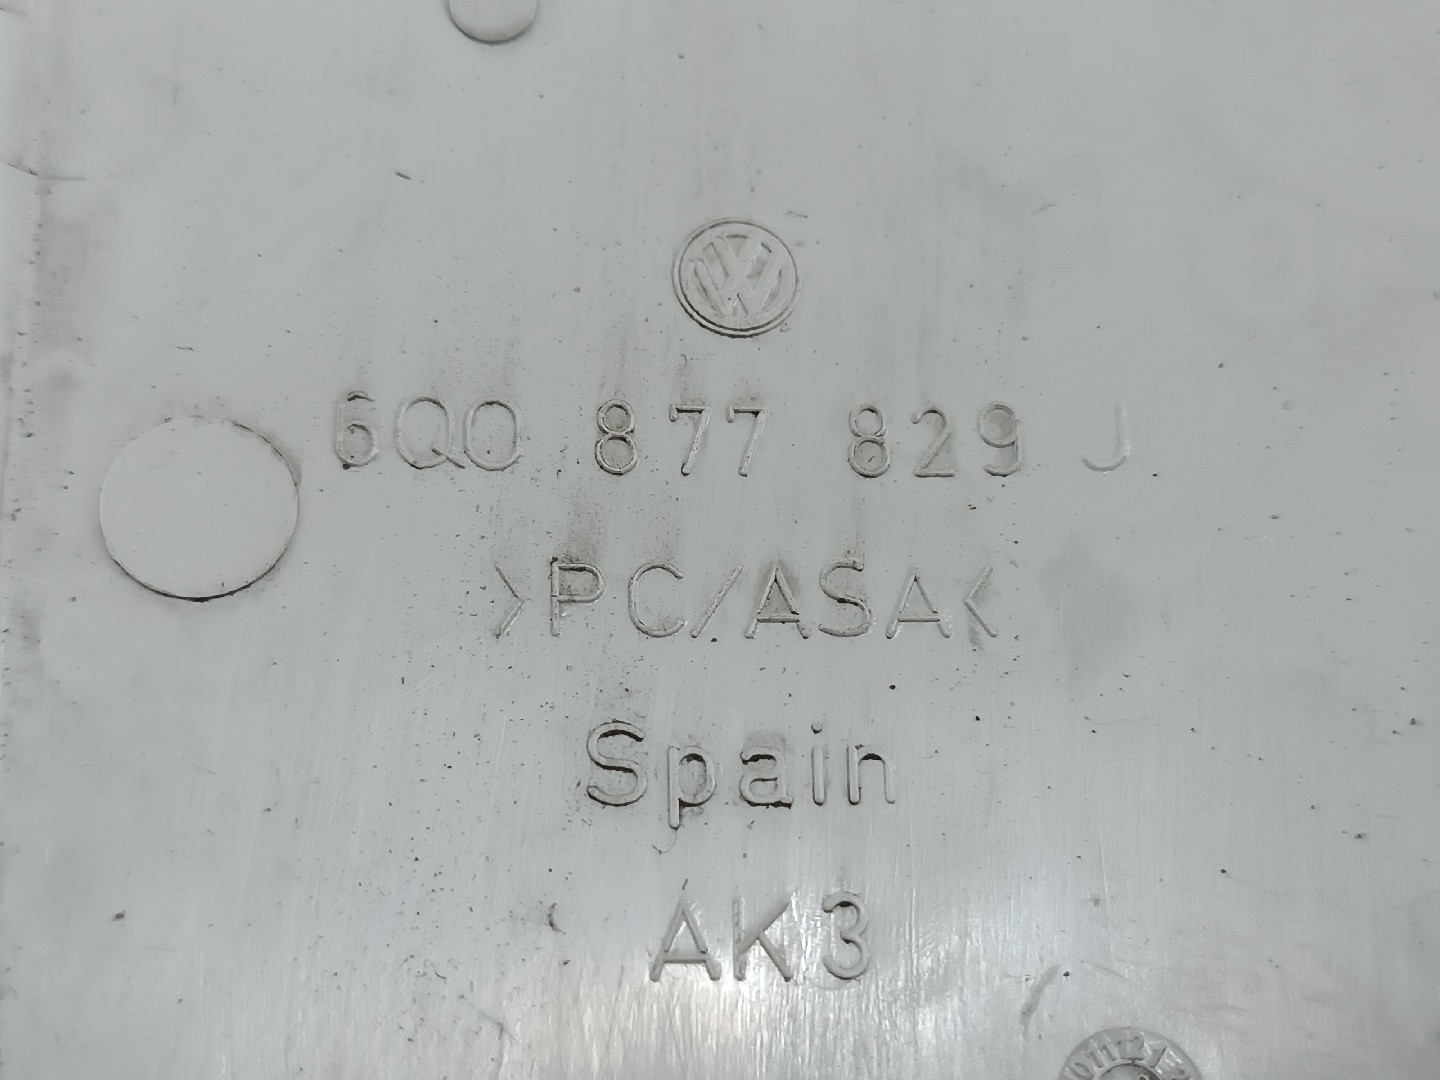 6Q0 877 829 J
>PC/ASA<
Spain
AK3